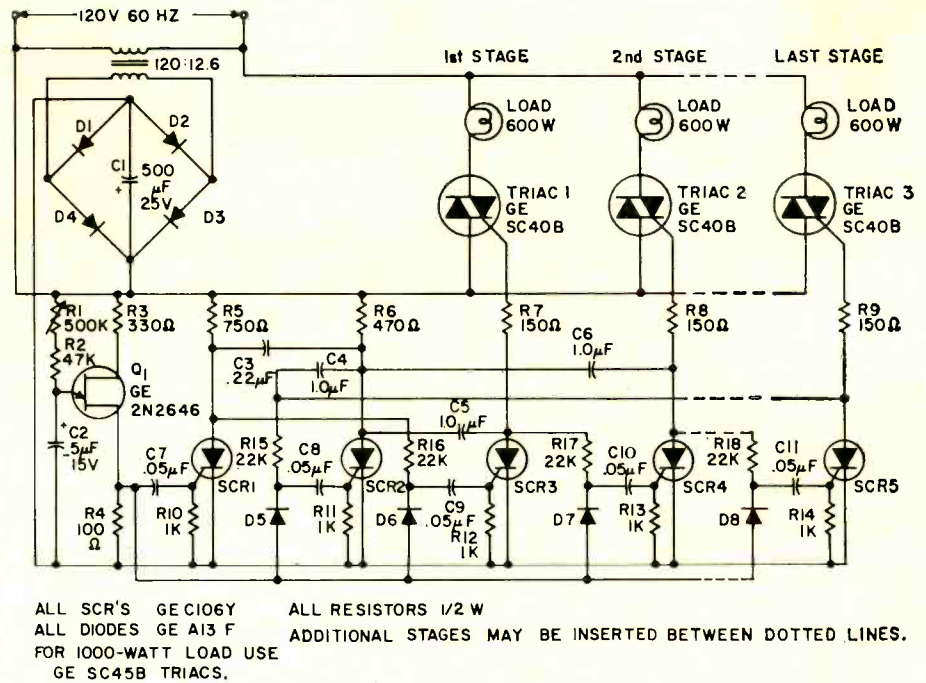 120V 60 HZ
120:12.6
D1
D2
C1
500
μF
25V
+
D4
D3
1st STAGE
2nd STAGE
LAST STAGE
LOAD
600W
LOAD
600W
LOAD
600W
TRIAC 1
GE
SC40B
TRIAC 2
GE
SC40B
TRIAC 3
GE
SC40B
R1
500K
R3
330Ω
R5
750Ω
R6
470Ω
R7
150Ω
R8
150Ω
R9
150Ω
R2
47K
Q1
GE
2N2646
C3
.22μF
C4
1.0μF
C6
1.0μF
C5
1.0μF
+
C2
.5μF
15V
C7
.05μF
SCR1
R15
22K
C8
.05μF
SCR2
R16
22K
C9
.05μF
SCR3
R17
22K
C10
.05μF
SCR4
R18
22K
C11
.05μF
SCR5
R4
100
Ω
R10
1K
D5
R11
1K
D6
R12
1K
D7
R13
1K
D8
R14
1K
ALL SCR'S GE C106Y
ALL DIODES GE A13 F
FOR 1000-WATT LOAD USE
GE SC45B TRIACS.
ALL RESISTORS 1/2 W
ADDITIONAL STAGES MAY BE INSERTED BETWEEN DOTTED LINES.